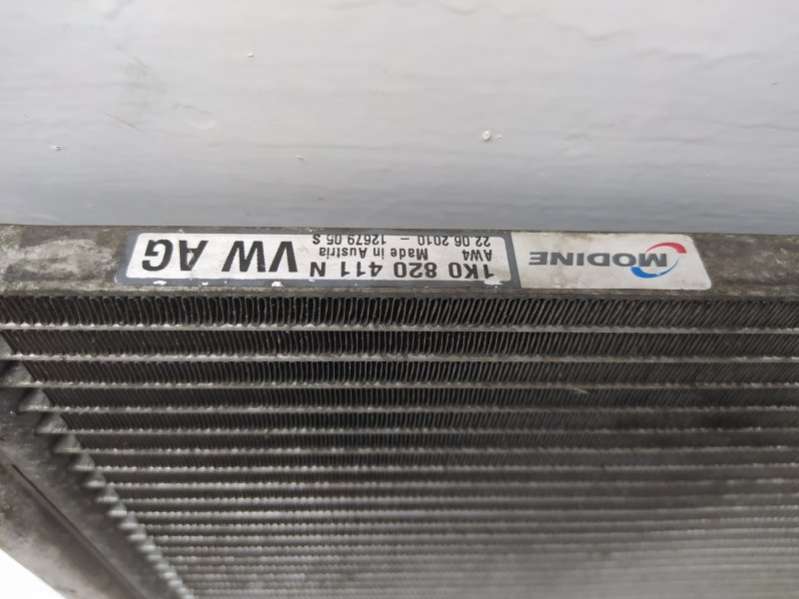 MODINE
1K0 820 411 N
VW AG
AW4
Made in Austria
22.06.2010 – 12679.05 S